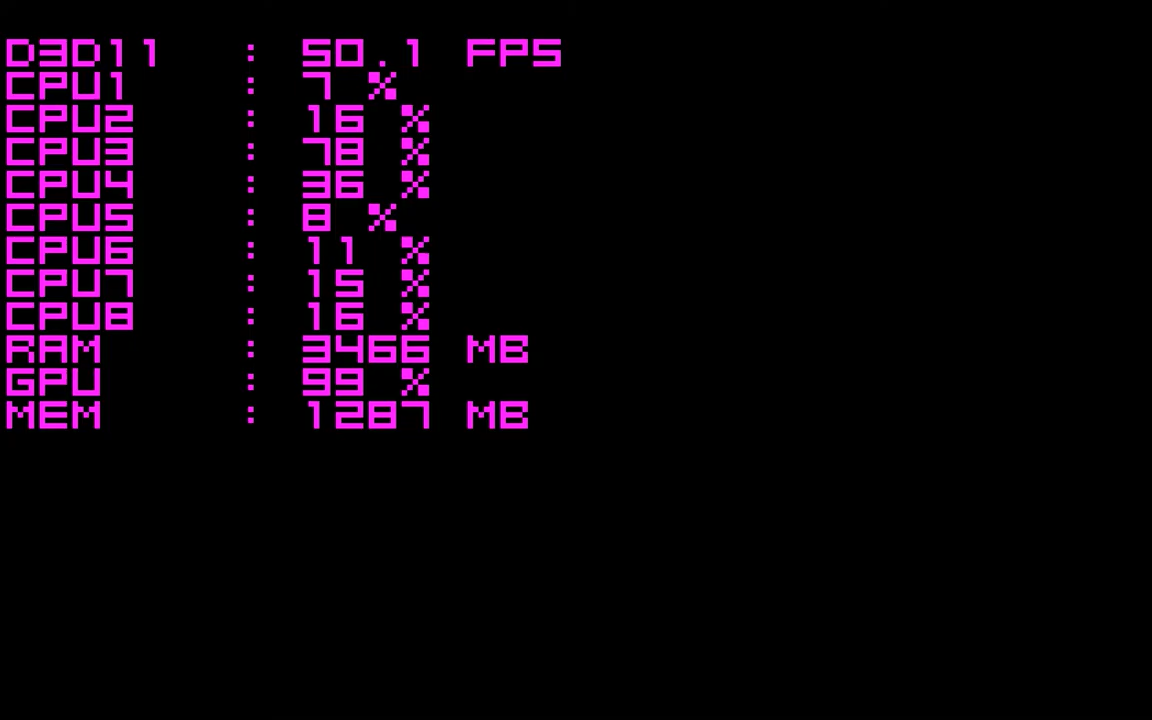 D3D11 : 50.1 FPS
CPU1 : 7 %
CPU2 : 16 %
CPU3 : 78 %
CPU4 : 36 %
CPU5 : 8 %
CPU6 : 11 %
CPU7 : 15 %
CPU8 : 16 %
RAM : 3466 MB
GPU : 99 %
MEM : 1287 MB